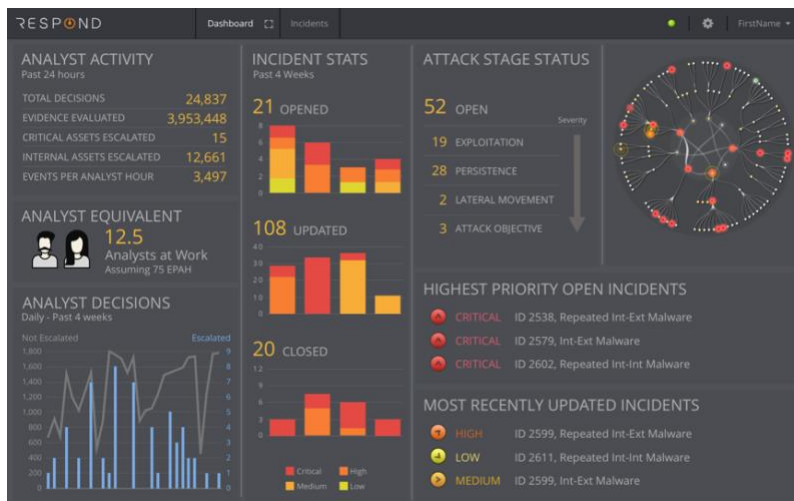 RESPOND
Dashboard
Incidents
FirstName
ANALYST ACTIVITY
Past 24 hours
TOTAL DECISIONS 24,837
EVIDENCE EVALUATED 3,953,448
CRITICAL ASSETS ESCALATED 15
INTERNAL ASSETS ESCALATED 12,661
EVENTS PER ANALYST HOUR 3,497
ANALYST EQUIVALENT
12.5
Analysts at Work
Assuming 75 EPAH
ANALYST DECISIONS
Daily - Past 4 weeks
Not Escalated Escalated
1,800 9
1,600 8
1,400 7
1,200 6
1,000 5
800 4
600 3
400 2
200 1
0 0
INCIDENT STATS
Past 4 Weeks
21 OPENED
8
6
4
2
0
108 UPDATED
40
30
20
10
0
20 CLOSED
12
9
6
3
0
Critical High
Medium Low
ATTACK STAGE STATUS
52 OPEN
Severity
19 EXPLOITATION
28 PERSISTENCE
2 LATERAL MOVEMENT
3 ATTACK OBJECTIVE
HIGHEST PRIORITY OPEN INCIDENTS
CRITICAL ID 2538, Repeated Int-Ext Malware
CRITICAL ID 2579, Int-Ext Malware
CRITICAL ID 2602, Repeated Int-Int Malware
MOST RECENTLY UPDATED INCIDENTS
HIGH ID 2599, Repeated Int-Ext Malware
LOW ID 2611, Repeated Int-Int Malware
MEDIUM ID 2599, Int-Ext Malware